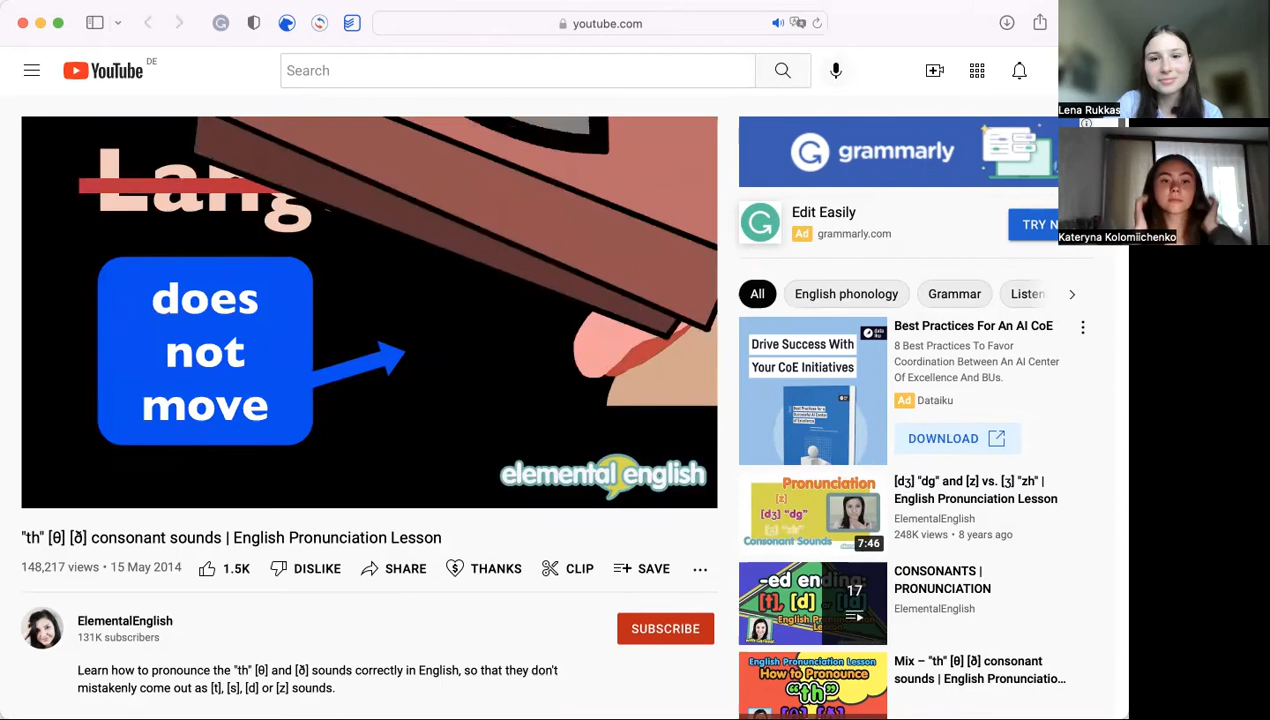 youtube.com
YouTube DE
Search
Lena Rukkas
Kateryna Kolomiichenko
Lang
does
not
move
elemental english
grammarly
Edit Easily
Ad grammarly.com
TRY N
All
English phonology
Grammar
Listen
Drive Success With
Your CoE Initiatives
Best Practices For An AI CoE
8 Best Practices To Favor
Coordination Between An AI Center
Of Excellence And BUs.
Ad Dataiku
DOWNLOAD
"th" [θ] [ð] consonant sounds | English Pronunciation Lesson
148,217 views • 15 May 2014
1.5K
DISLIKE
SHARE
THANKS
CLIP
SAVE
ElementalEnglish
131K subscribers
SUBSCRIBE
Learn how to pronounce the "th" [θ] and [ð] sounds correctly in English, so that they don't
mistakenly come out as [t], [s], [d] or [z] sounds.
Pronunciation
[z]
[dʒ] "dg"
Consonant Sounds
7:46
[dʒ] "dg" and [z] vs. [ʒ] "zh" |
English Pronunciation Lesson
ElementalEnglish
248K views • 8 years ago
-ed ending:
[t], [d]
English Pronunciation
Lesson
17
CONSONANTS |
PRONUNCIATION
ElementalEnglish
English Pronunciation Lesson
How to Pronounce
"th"
Mix – "th" [θ] [ð] consonant
sounds | English Pronunciatio...